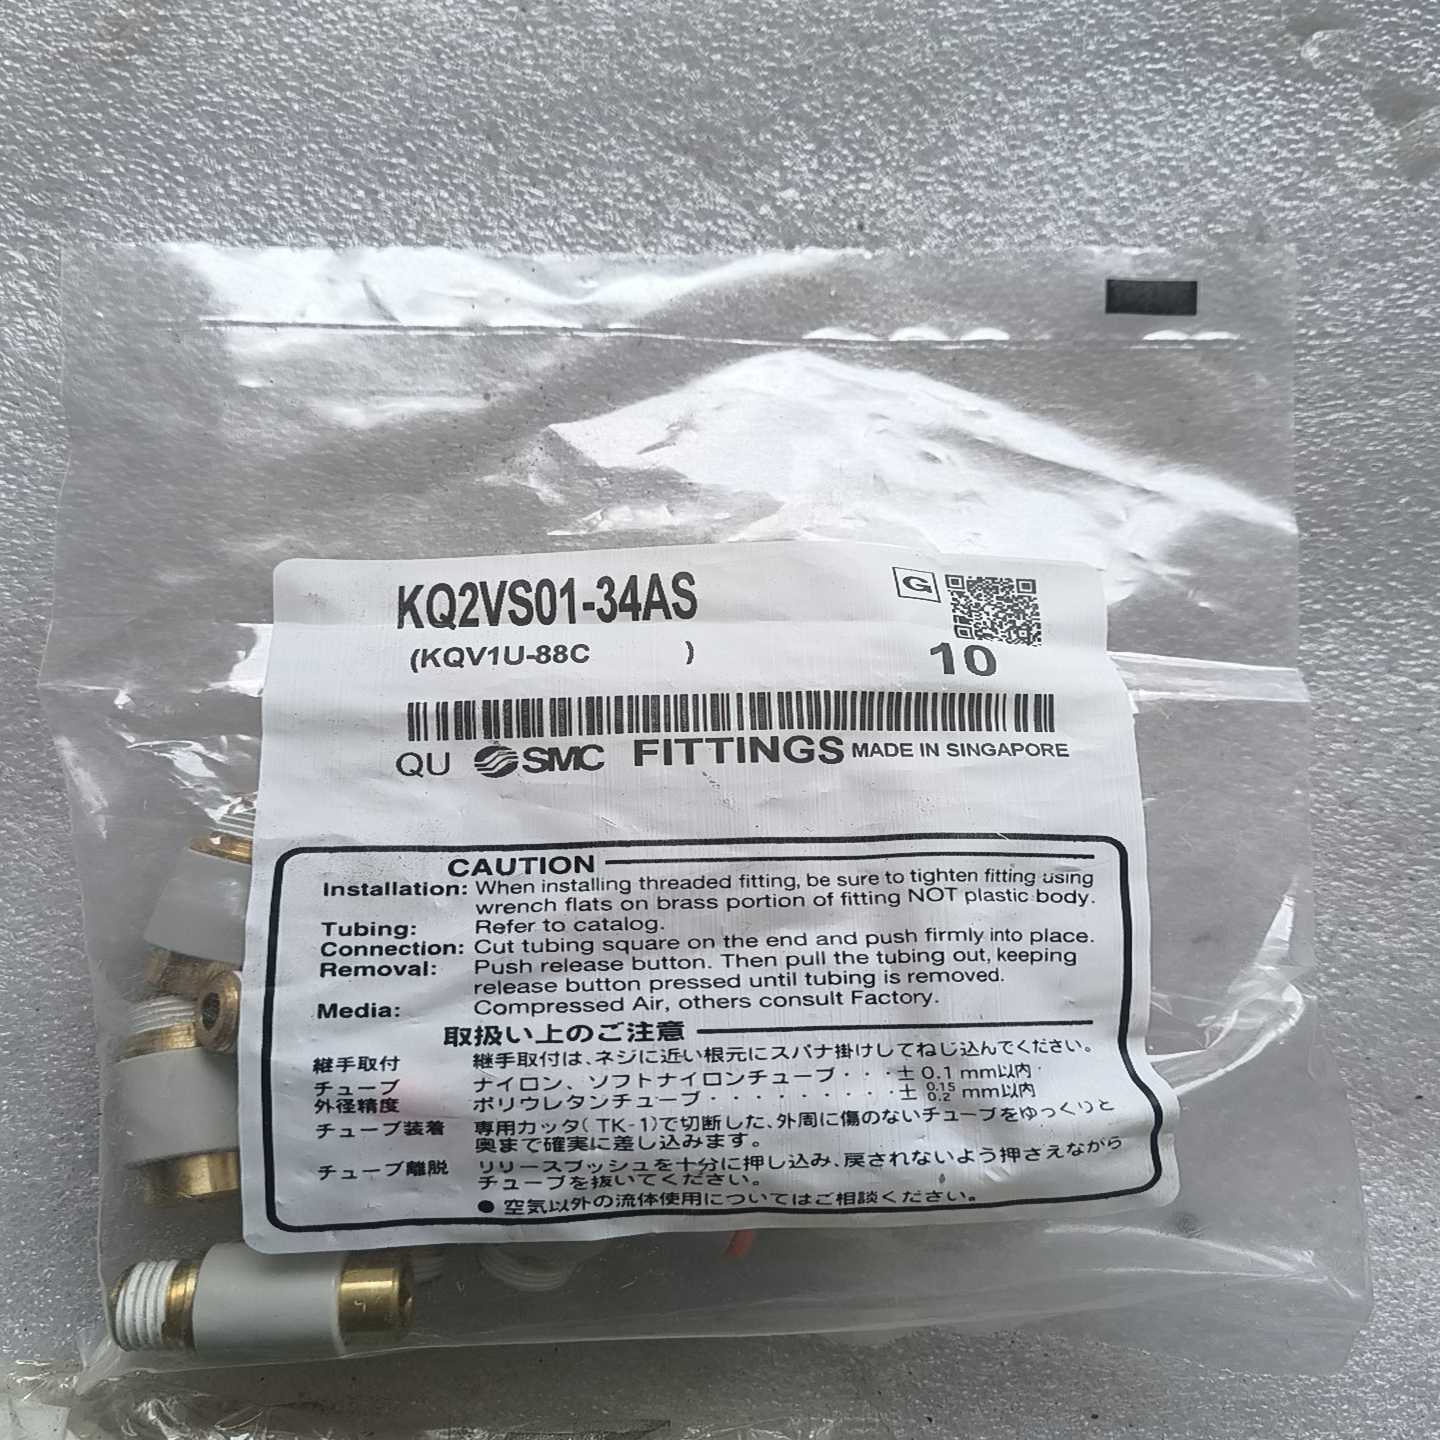 KQ2VS01-34AS
G
(KQV1U-88C )
10
QU SMC FITTINGS MADE IN SINGAPORE
CAUTION
Installation: When installing threaded fitting, be sure to tighten fitting using
wrench flats on brass portion of fitting NOT plastic body.
Tubing: Refer to catalog.
Connection: Cut tubing square on the end and push firmly into place.
Removal: Push release button. Then pull the tubing out, keeping
release button pressed until tubing is removed.
Media: Compressed Air, others consult Factory.
取扱い上のご注意
継手取付 継手取付は、ネジに近い根元にスパナ掛けしてねじ込んでください。
チューブ ナイロン、ソフトナイロンチューブ・・・± 0.1 mm以内
外径精度 ポリウレタンチューブ・・・・・・・・・± 0.15 0.2 mm以内
チューブ装着 専用カッタ(TK-1)で切断した、外周に傷のないチューブをゆっくりと
奥まで確実に差し込みます。
チューブ離脱 リリースブッシュを十分に押し込み、戻されないよう押さえながら
チューブを抜いてください。
●空気以外の流体使用についてはご相談ください。